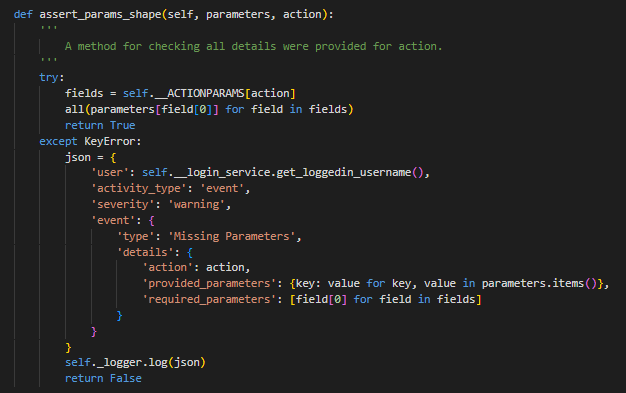 def assert_params_shape(self, parameters, action):
    '''
        A method for checking all details were provided for action.
    '''
    try:
        fields = self.__ACTIONPARAMS[action]
        all(parameters[field[0]] for field in fields)
        return True
    except KeyError:
        json = {
            'user': self.__login_service.get_loggedin_username(),
            'activity_type': 'event',
            'severity': 'warning',
            'event': {
                'type': 'Missing Parameters',
                'details': {
                    'action': action,
                    'provided_parameters': {key: value for key, value in parameters.items()},
                    'required_parameters': [field[0] for field in fields]
                }
            }
        }
        self._logger.log(json)
        return False